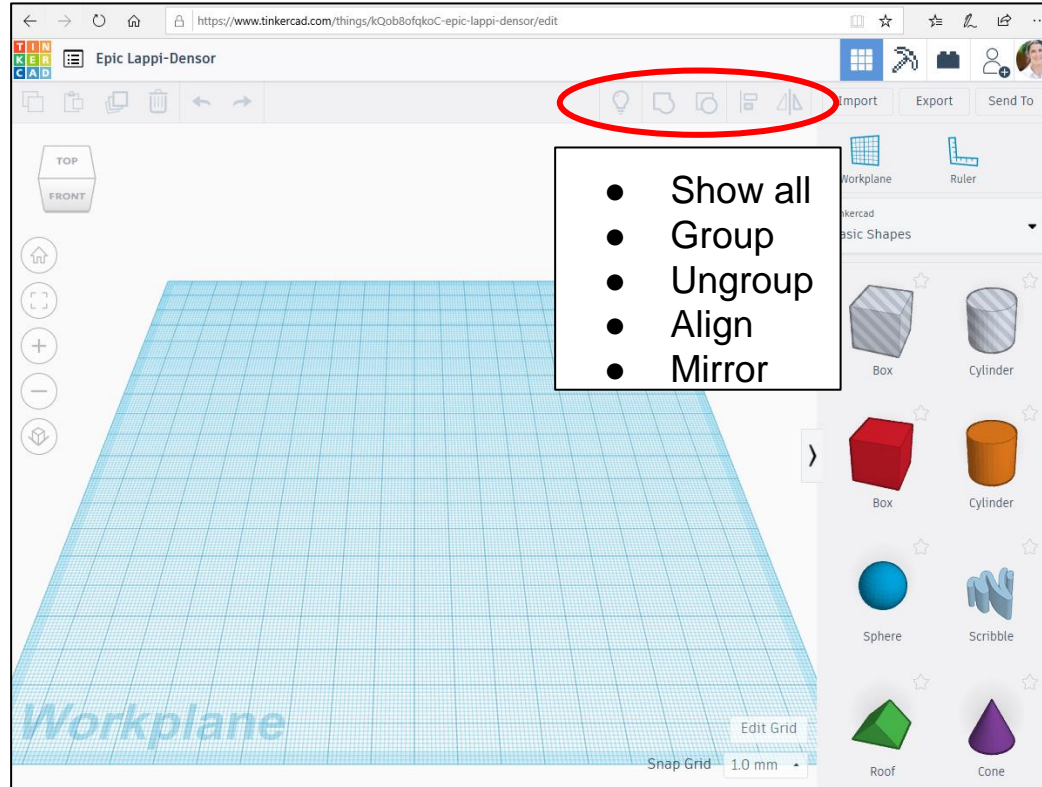 https://www.tinkercad.com/things/kQob8ofqkoC-epic-lappi-densor/edit
TIN
KER
CAD
Epic Lappi-Densor
Import
Export
Send To
TOP
FRONT
● Show all
● Group
● Ungroup
● Align
● Mirror
Workplane
Ruler
nkercad
asic Shapes
Box
Cylinder
Box
Cylinder
Sphere
Scribble
Roof
Cone
Workplane
Edit Grid
Snap Grid
1.0 mm